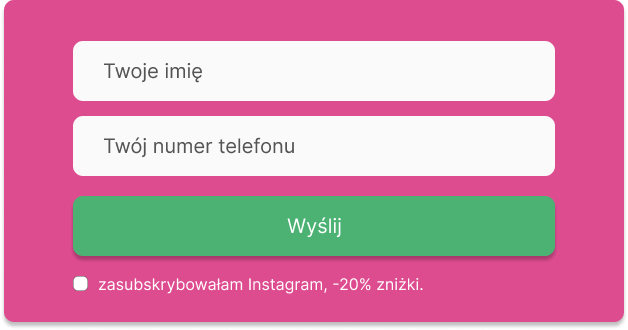 Twoje imię
Twój numer telefonu
Wyślij
zasubskrybowałam Instagram, -20% zniżki.